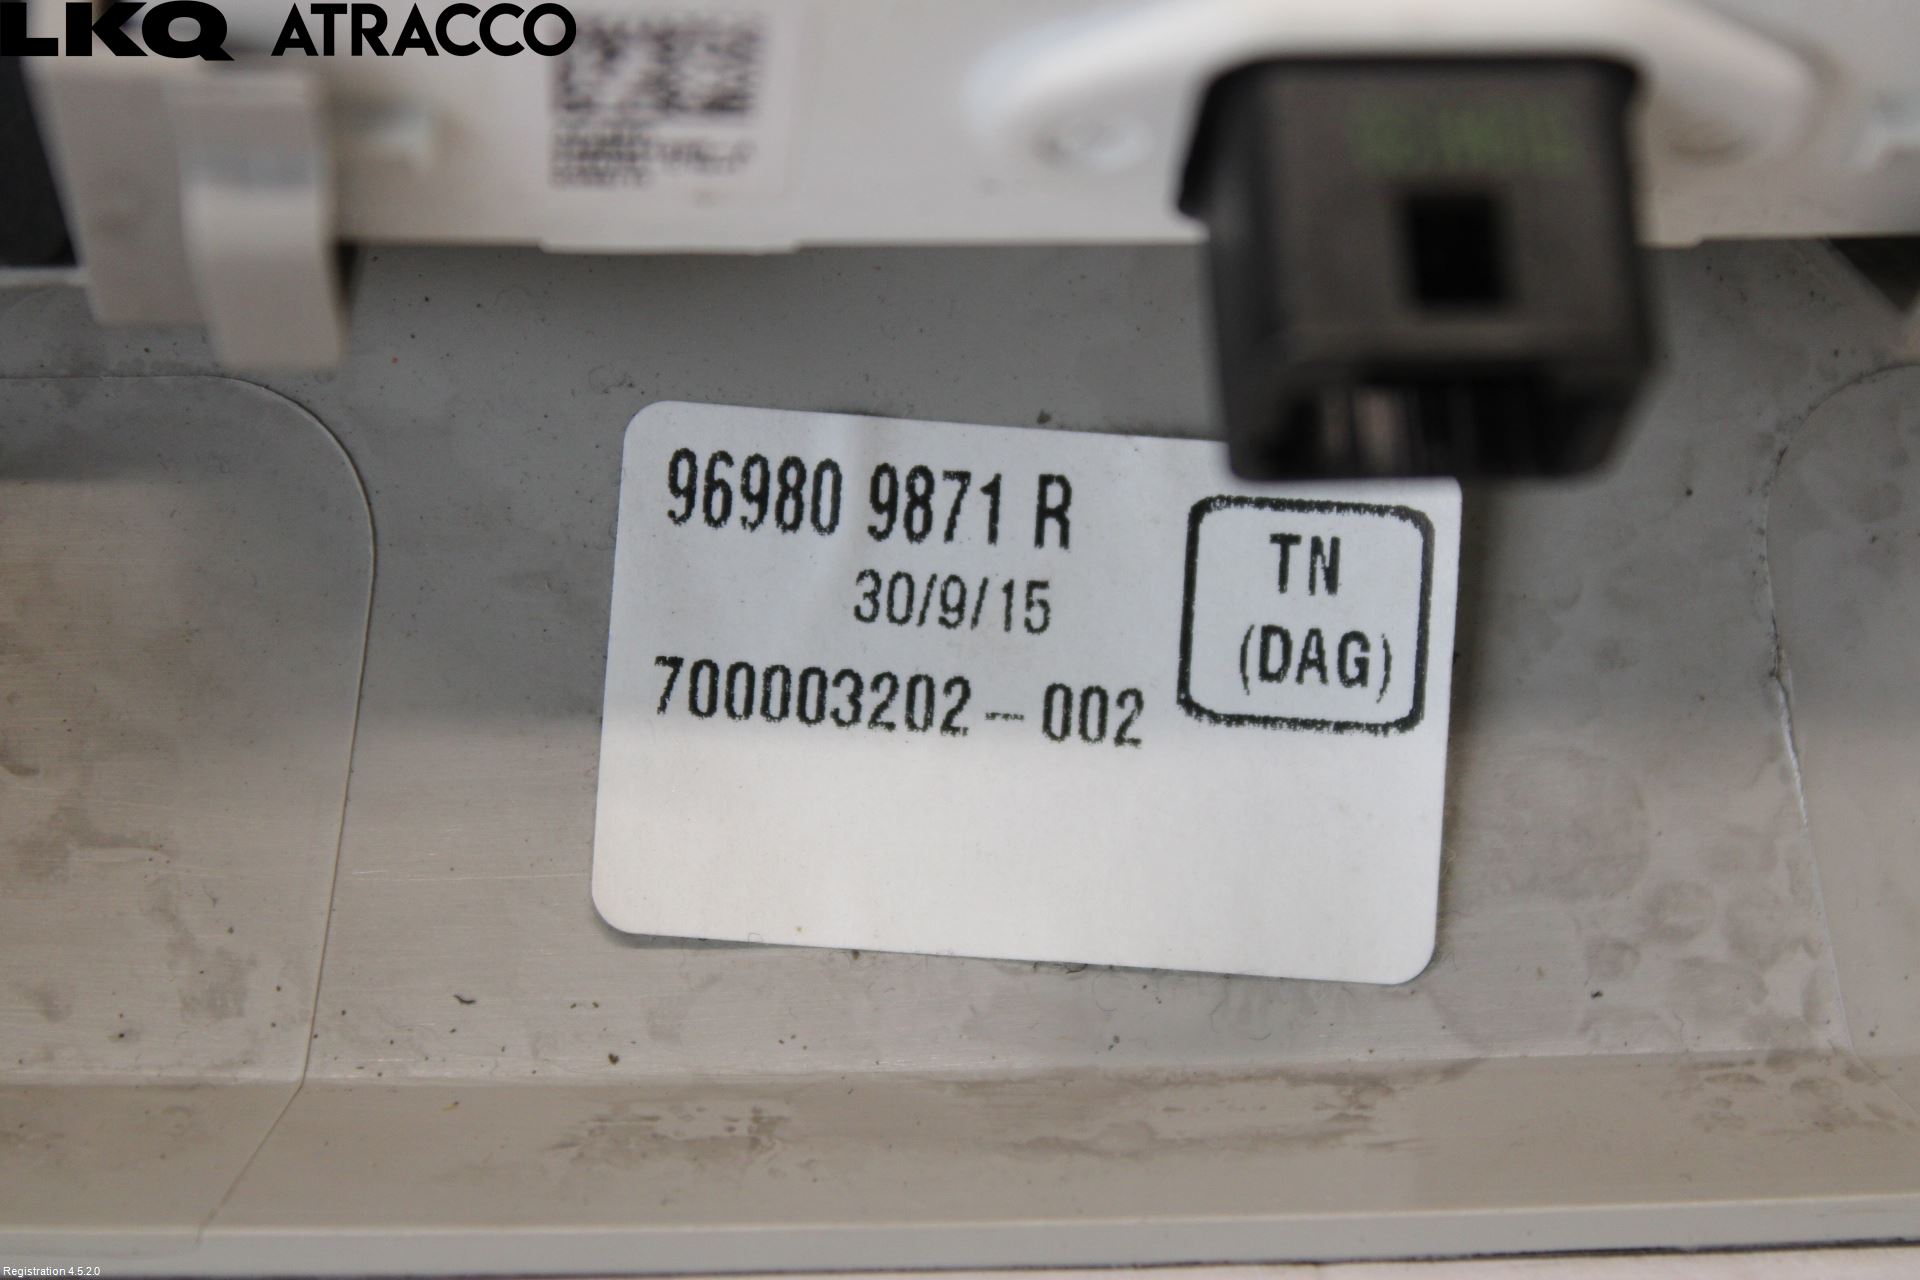 LKQ ATRACCO
96980 9871 R
30/9/15
700003202-002
TN
(DAG)
Registration 4.5.2.0